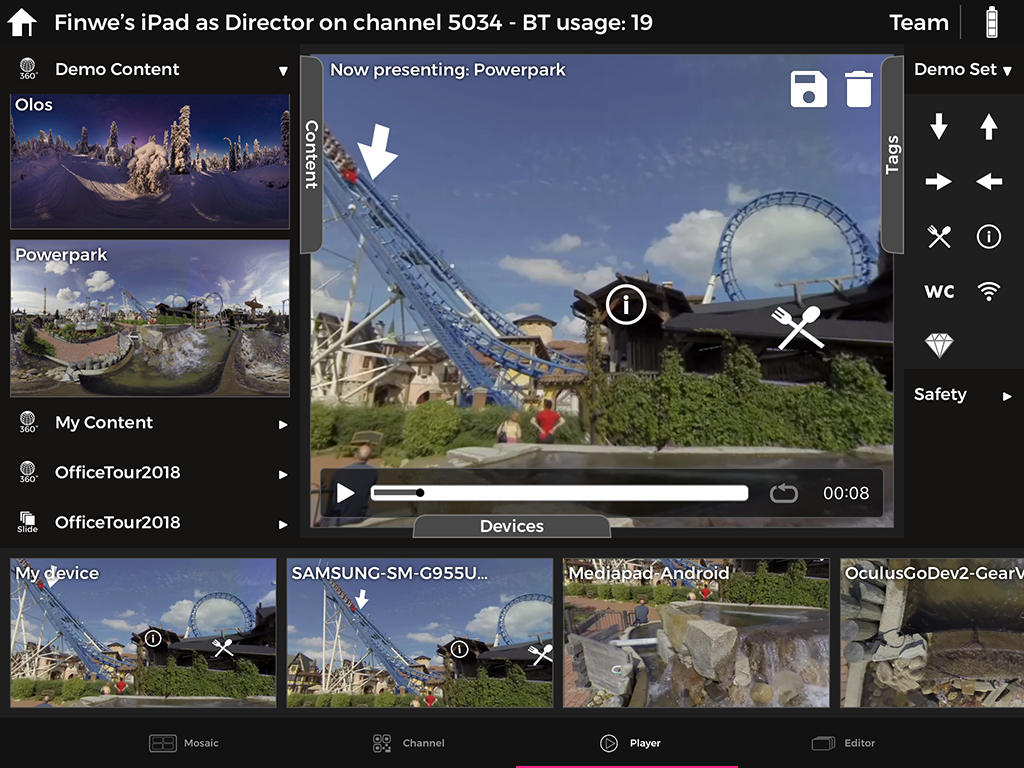 Finwe's iPad as Director on channel 5034 - BT usage: 19
Team
360°
Demo Content
Olos
Powerpark
360°
My Content
360°
OfficeTour2018
Slide
OfficeTour2018
Content
Now presenting: Powerpark
Tags
00:08
Devices
Demo Set
WC
Safety
My device
SAMSUNG-SM-G955U...
Mediapad-Android
OculusGoDev2-GearV
Mosaic
Channel
Player
Editor